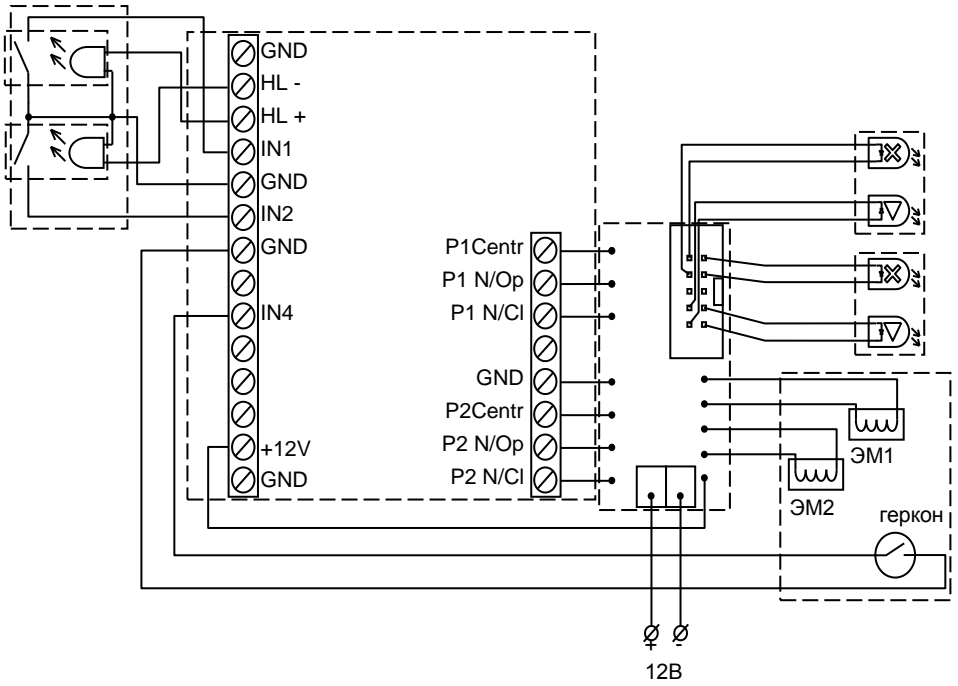 GND
HL -
HL +
IN1
GND
IN2
GND
IN4
+12V
GND
P1Centr
P1 N/Op
P1 N/Cl
GND
P2Centr
P2 N/Op
P2 N/Cl
ЭМ1
ЭМ2
геркон
+ -
12В